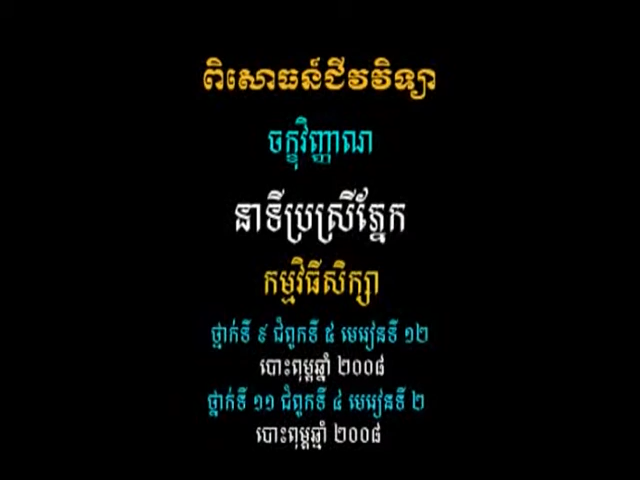 ពិសោធន៍ជីវវិទ្យា
ចក្ខុវិញ្ញាណ
នាទីប្រស្រីភ្នែក
កម្មវិធីសិក្សា
ថ្នាក់ទី ៩ ជំពូកទី ៥ មេរៀនទី ១២
បោះពុម្ពឆ្នាំ ២០០៨
ថ្នាក់ទី ១១ ជំពូកទី ៤ មេរៀនទី ២
បោះពុម្ពឆ្នាំ ២០០៨